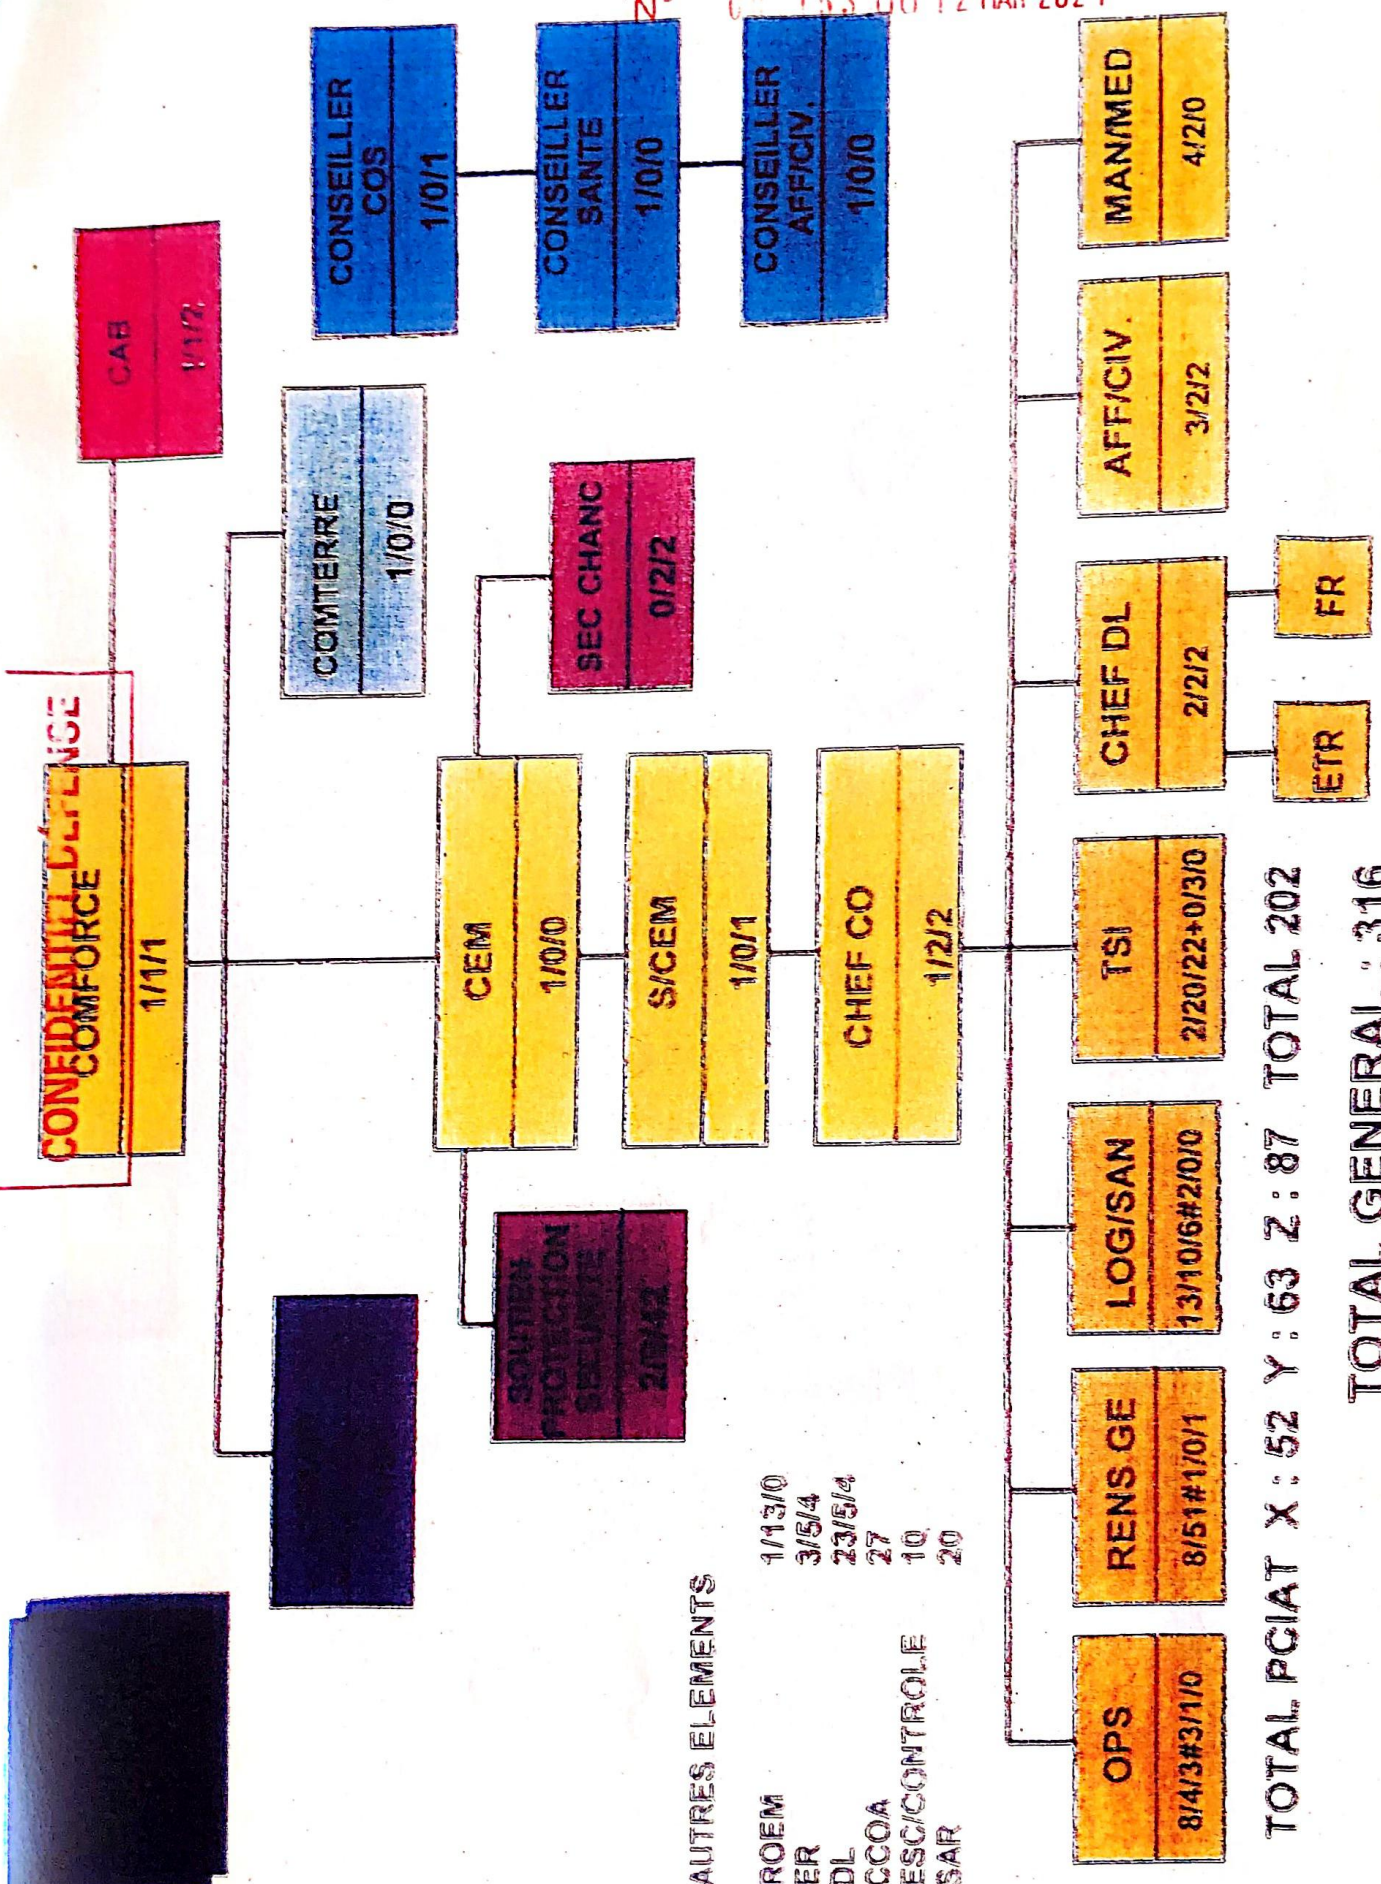 CONFIDENTIEL DEFENSE
COMFORCE
1/1/1
CAB
1/1/2
COMTERRE
1/0/0
CONSEILLER
COS
1/0/1
CONSEILLER
SANTE
1/0/0
CONSEILLER
AFF/CIV.
1/0/0
CEM
1/0/0
SEC CHANC
0/2/2
SOUTIEN
PROTECTION
S/CEM
1/0/1
CHEF CO
1/2/2
AUTRES ELEMENTS
ROEM 1/13/0
ER 3/5/4
DL 23/5/4
CCOA 27
ESC/CONTROLE 10
SAR 20
OPS
8/4/3#3/1/0
RENS.GE
8/51#1/0/1
LOG/SAN
13/10/6#2/0/0
TSI
2/20/22+0/3/0
CHEF DL
2/2/2
AFF/CIV.
3/2/2
MAN/MED
4/2/0
ETR
FR
TOTAL PCIAT X : 52 Y : 63 Z : 87 TOTAL 202
TOTAL GENERAL : 316